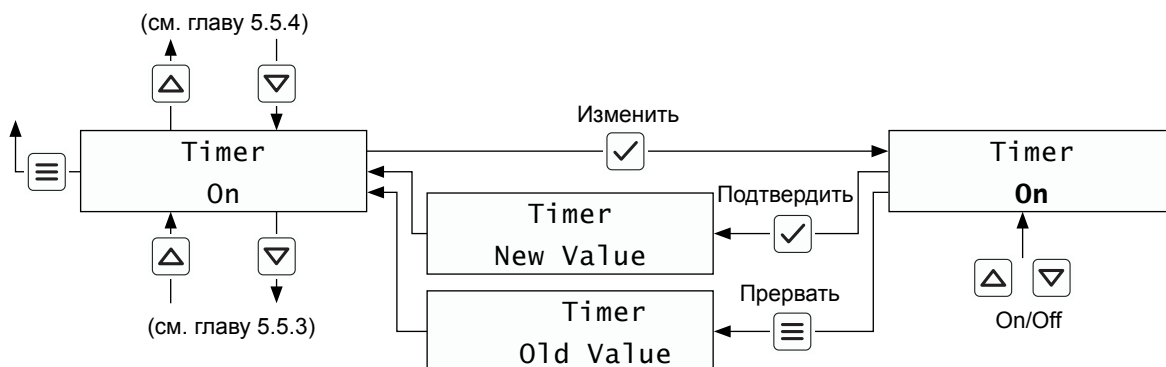 (см. главу 5.5.4)
Изменить
Timer
On
Timer
On
Подтвердить
Timer
New Value
Прервать
Timer
Old Value
(см. главу 5.5.3)
On/Off